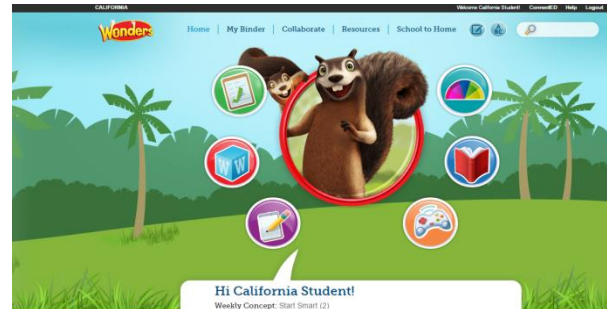 CALIFORNIA
Welcome California Student! ConnectED Help Logout
Wonders
Home | My Binder | Collaborate | Resources | School to Home
W W
Hi California Student!
Weekly Concept: Start Smart (2)